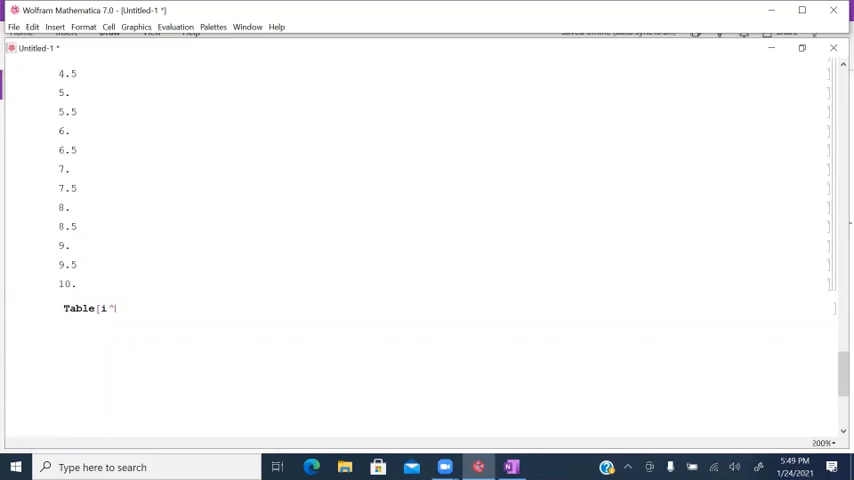 Wolfram Mathematica 7.0 - [Untitled-1 *]
File Edit Insert Format Cell Graphics Evaluation Palettes Window Help
Untitled-1 *
4.5
5.
5.5
6.
6.5
7.
7.5
8.
8.5
9.
9.5
10.
Table[i^
200%
Type here to search
5:49 PM
1/24/2021